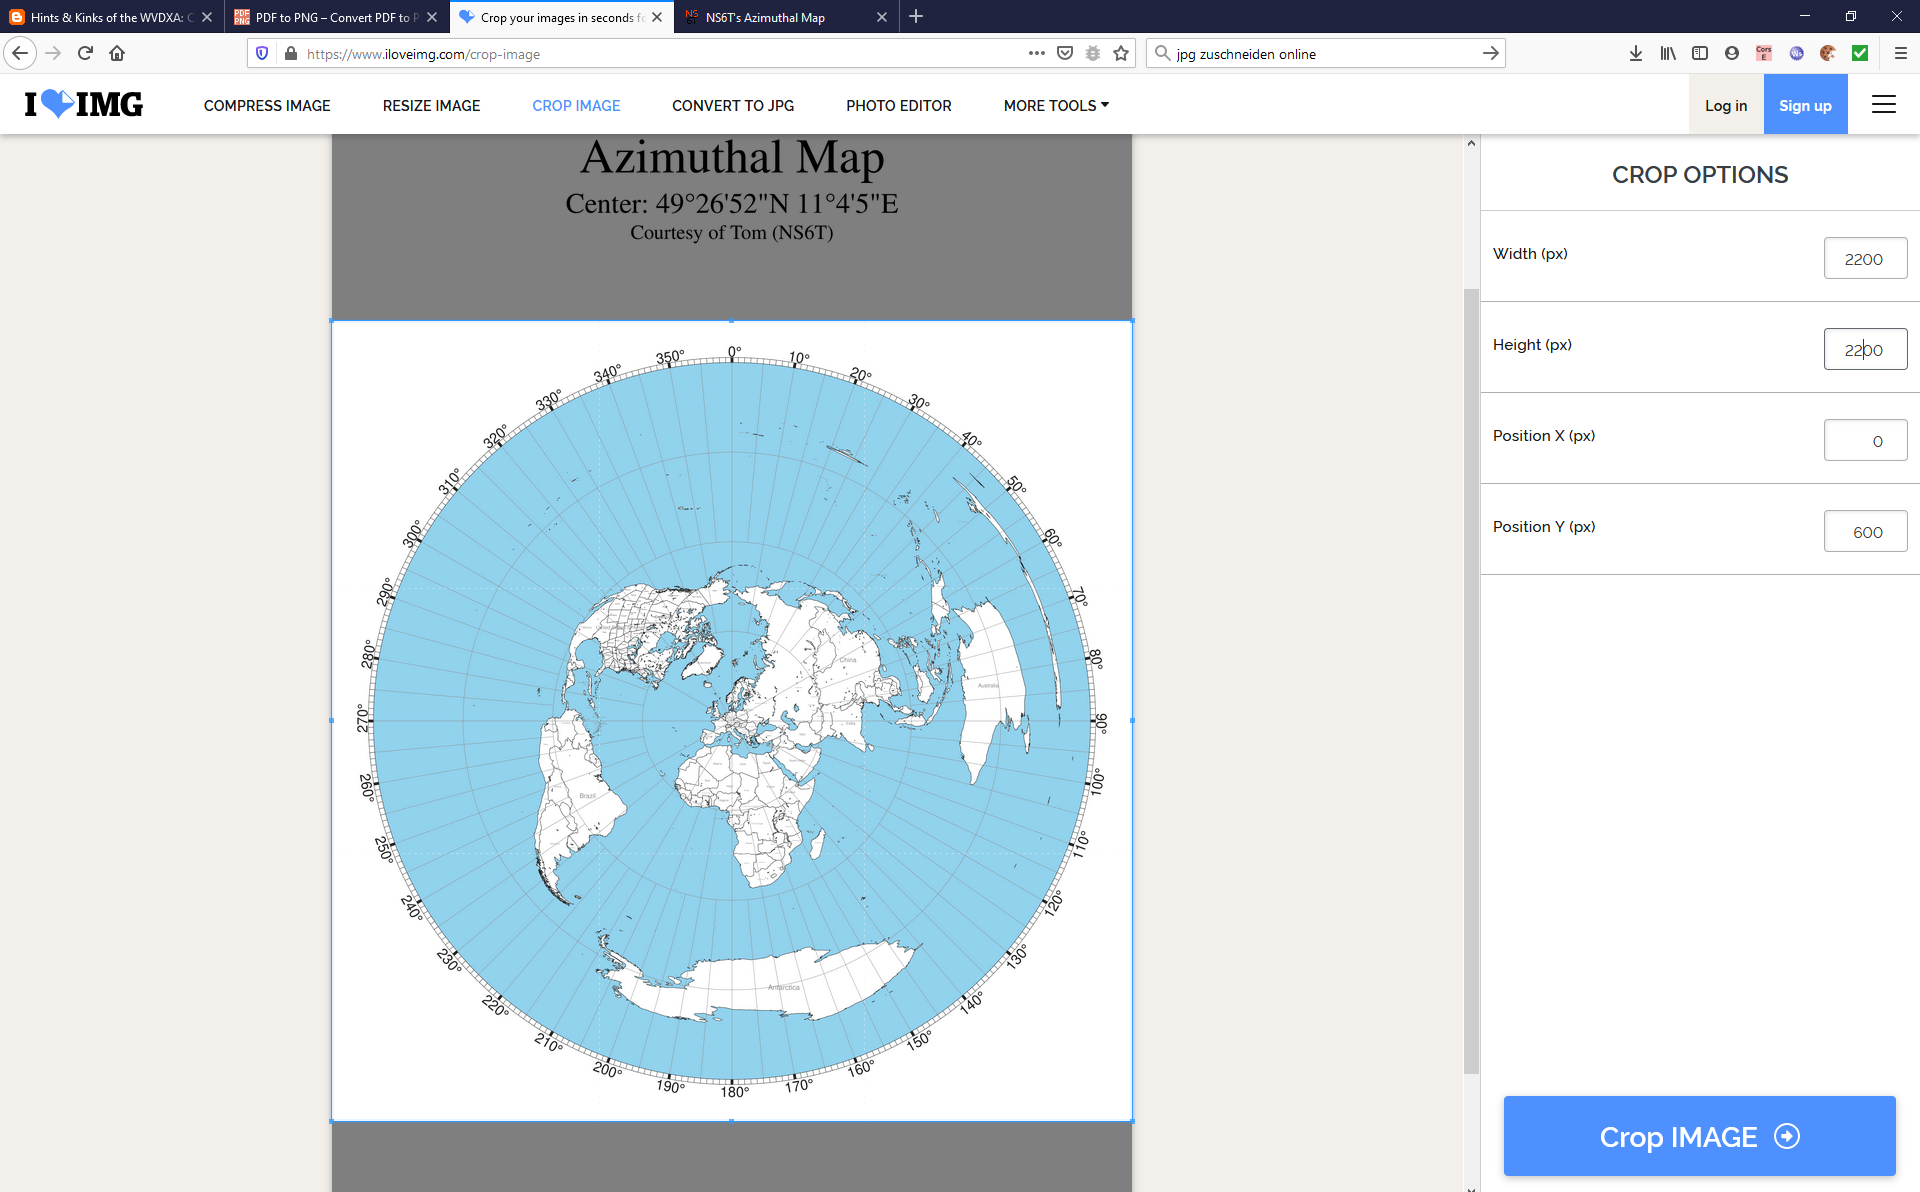 Hints & Kinks of the WVDXA: C
PDF to PNG – Convert PDF to P
Crop your images in seconds fo
NS6T's Azimuthal Map
https://www.iloveimg.com/crop-image
jpg zuschneiden online
I IMG
COMPRESS IMAGE
RESIZE IMAGE
CROP IMAGE
CONVERT TO JPG
PHOTO EDITOR
MORE TOOLS
Log in
Sign up
Azimuthal Map
Center: 49°26'52"N 11°4'5"E
Courtesy of Tom (NS6T)
0°
10°
20°
30°
40°
50°
60°
70°
80°
90°
100°
110°
120°
130°
140°
150°
160°
170°
180°
190°
200°
210°
220°
230°
240°
250°
260°
270°
280°
290°
300°
310°
320°
330°
340°
350°
China
Australia
Brazil
Antarctica
CROP OPTIONS
Width (px)
2200
Height (px)
2200
Position X (px)
0
Position Y (px)
600
Crop IMAGE